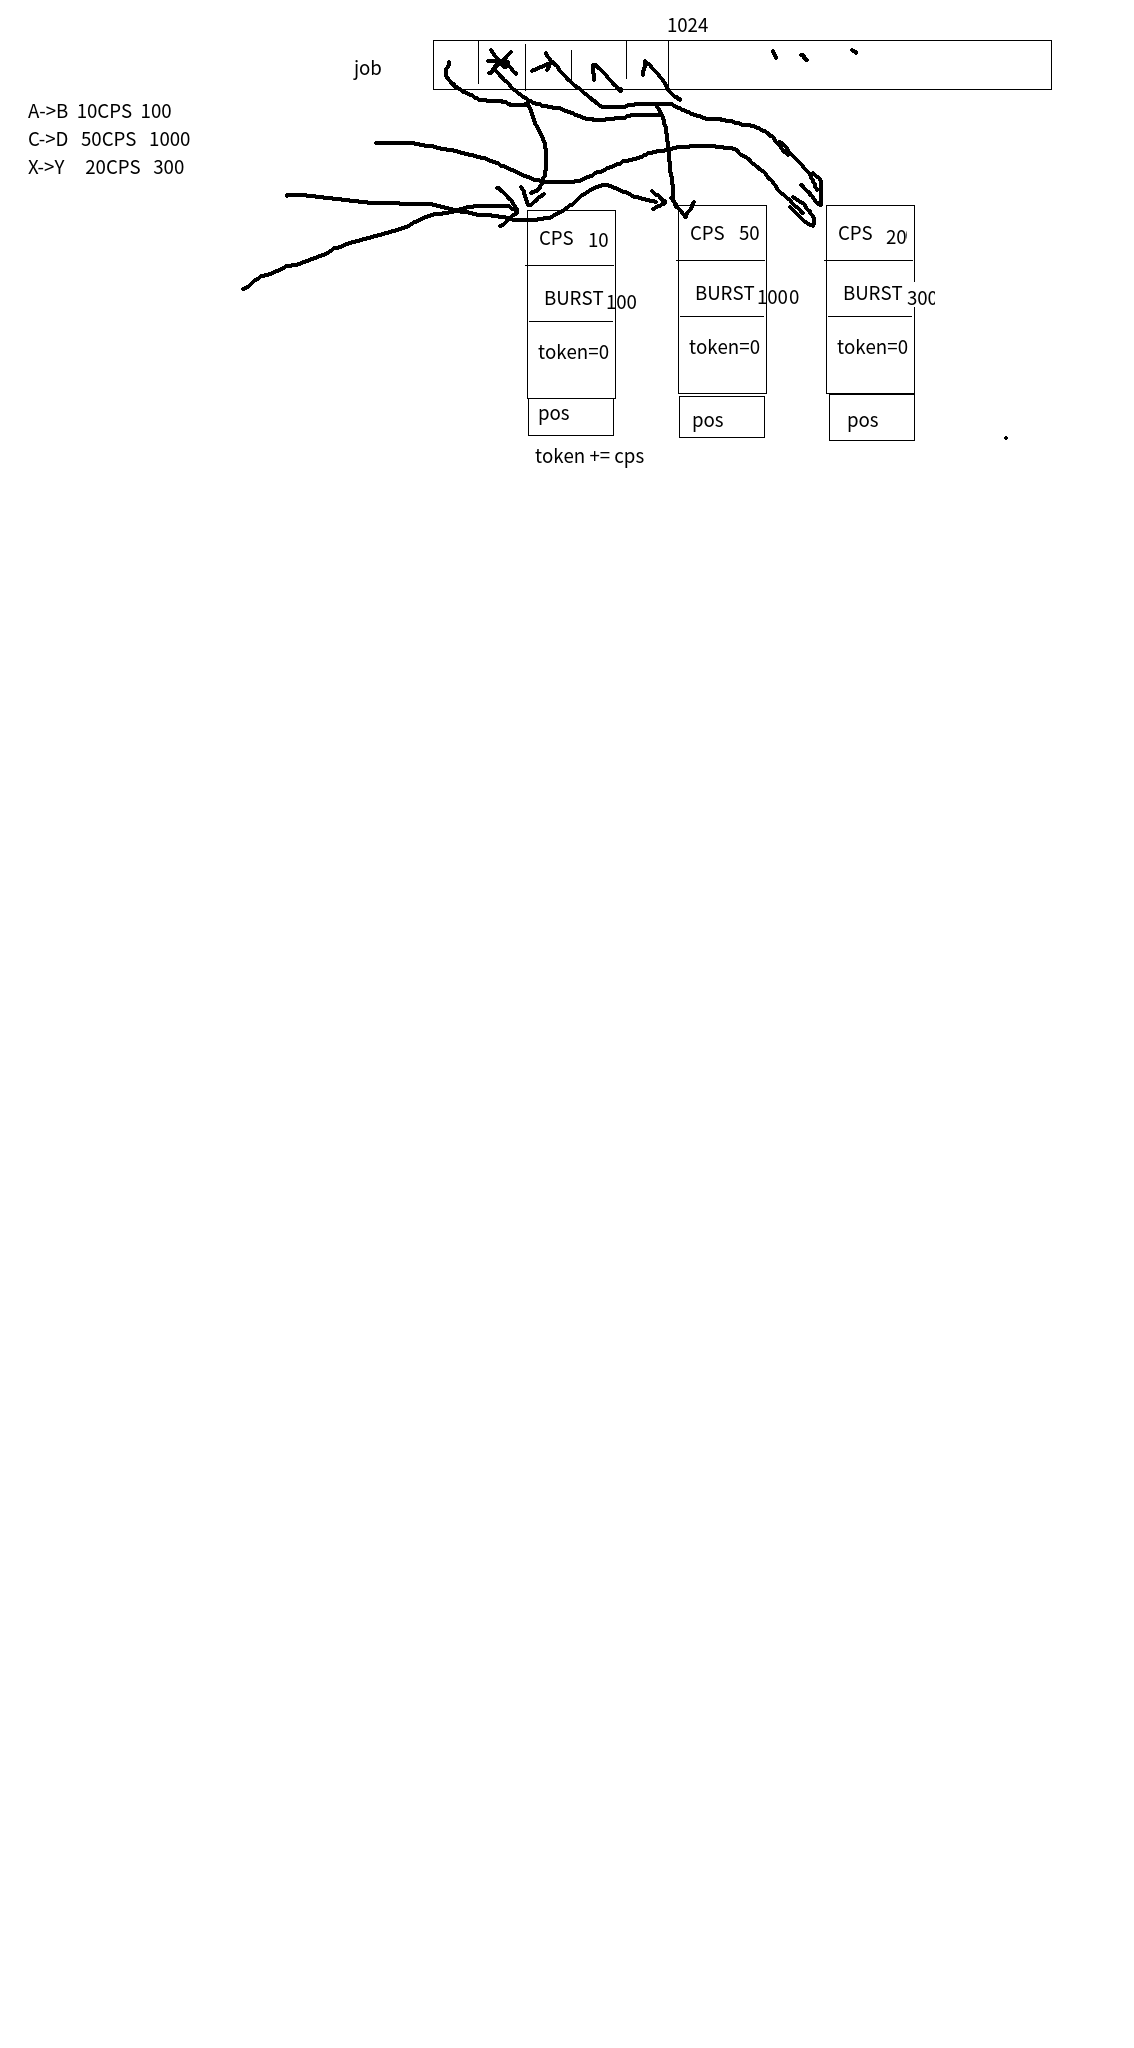 1024
job
A->B 10CPS 100
C->D 50CPS 1000
X->Y 20CPS 300
CPS 10
BURST 100
token=0
pos
token += cps
CPS 50
BURST 1000
token=0
pos
CPS 20
BURST 300
token=0
pos